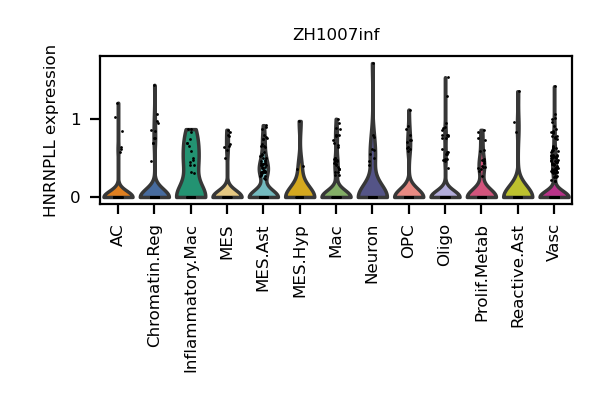 ZH1007inf
HNRNPLL expression
1
0
AC
Chromatin.Reg
Inflammatory.Mac
MES
MES.Ast
MES.Hyp
Mac
Neuron
OPC
Oligo
Prolif.Metab
Reactive.Ast
Vasc